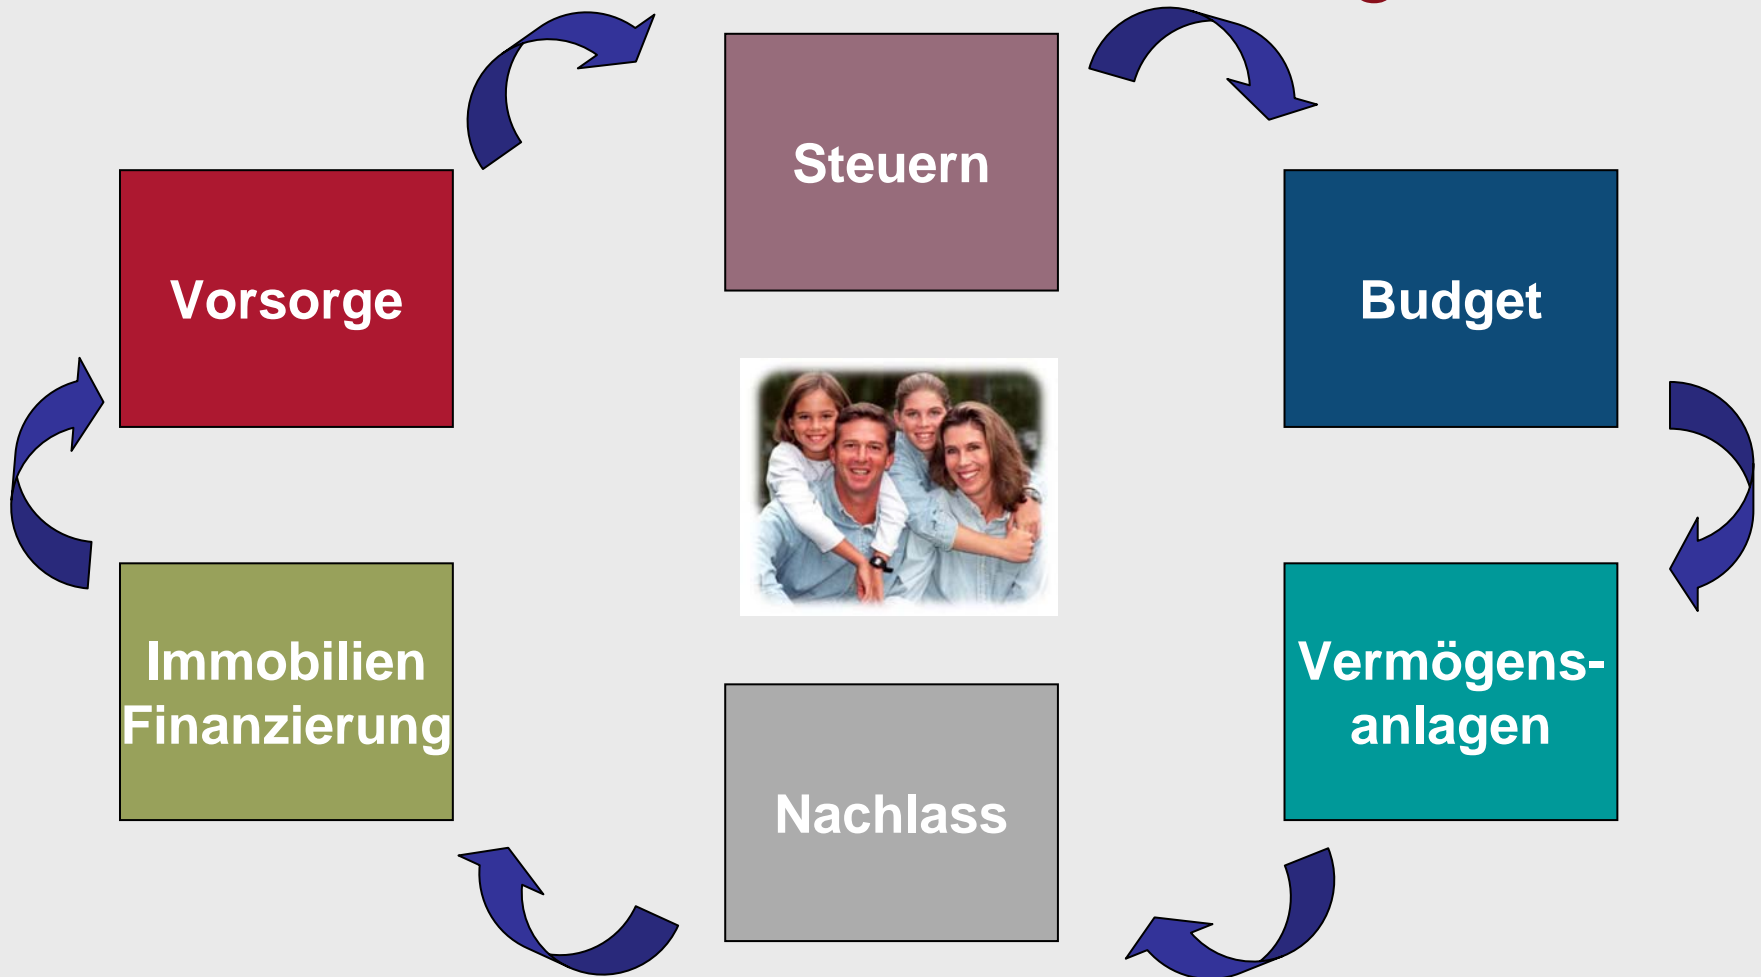 Steuern
Vorsorge
Budget
Immobilien
Finanzierung
Vermögens-
anlagen
Nachlass